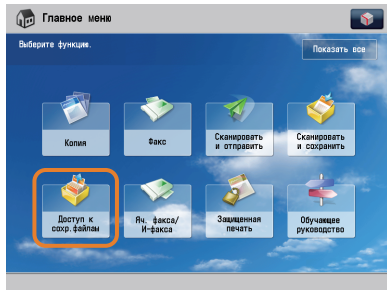 Главное меню
Выберите функцию.
Показать все
Копия
Факс
Сканировать
и отправить
Сканировать
и сохранить
Доступ к
сохр.файлам
Яч. факса/
И-факса
Защищенная
печать
Обучающее
руководство